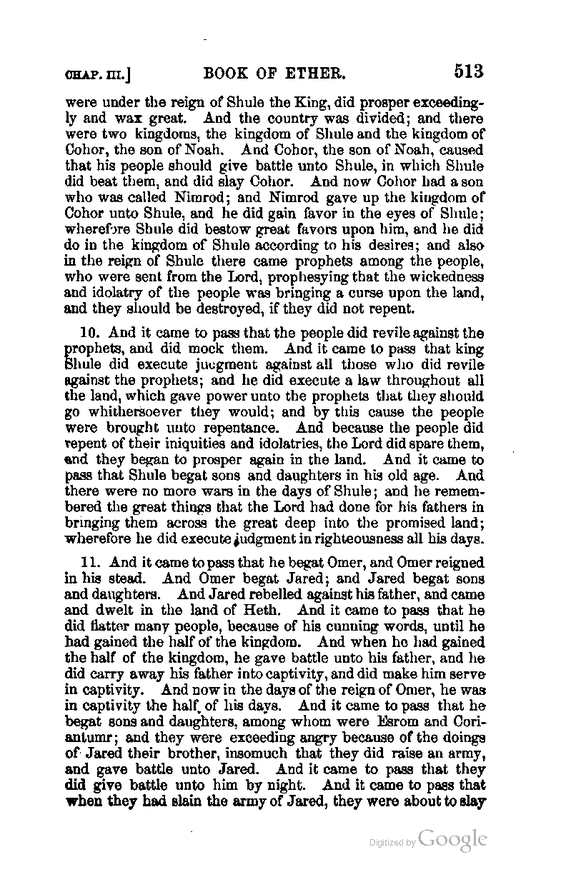 CHAP. III.] BOOK OF ETHER. 513
were under the reign of Shule the King, did prosper exceeding-
ly and wax great. And the country was divided; and there
were two kingdoms, the kingdom of Shule and the kingdom of
Cohor, the son of Noah. And Cohor, the son of Noah, caused
that his people should give battle unto Shule, in which Shule
did beat them, and did slay Cohor. And now Cohor had a son
who was called Nimrod; and Nimrod gave up the kingdom of
Cohor unto Shule, and he did gain favor in the eyes of Shule;
wherefore Shule did bestow great favors upon him, and he did
do in the kingdom of Shule according to his desires; and also
in the reign of Shule there came prophets among the people,
who were sent from the Lord, prophesying that the wickedness
and idolatry of the people was bringing a curse upon the land,
and they should be destroyed, if they did not repent.
10. And it came to pass that the people did revile against the
prophets, and did mock them. And it came to pass that king
Shule did execute judgment against all those who did revile
against the prophets; and he did execute a law throughout all
the land, which gave power unto the prophets that they should
go whithersoever they would; and by this cause the people
were brought unto repentance. And because the people did
repent of their iniquities and idolatries, the Lord did spare them,
and they began to prosper again in the land. And it came to
pass that Shule begat sons and daughters in his old age. And
there were no more wars in the days of Shule; and he remem-
bered the great things that the Lord had done for his fathers in
bringing them across the great deep into the promised land;
wherefore he did execute judgment in righteousness all his days.
11. And it came to pass that he begat Omer, and Omer reigned
in his stead. And Omer begat Jared; and Jared begat sons
and daughters. And Jared rebelled against his father, and came
and dwelt in the land of Heth. And it came to pass that he
did flatter many people, because of his cunning words, until he
had gained the half of the kingdom. And when he had gained
the half of the kingdom, he gave battle unto his father, and he
did carry away his father into captivity, and did make him serve
in captivity. And now in the days of the reign of Omer, he was
in captivity the half of his days. And it came to pass that he
begat sons and daughters, among whom were Esrom and Cori-
antumr; and they were exceeding angry because of the doings
of Jared their brother, insomuch that they did raise an army,
and gave battle unto Jared. And it came to pass that they
did give battle unto him by night. And it came to pass that
when they had slain the army of Jared, they were about to slay
Digitized by Google